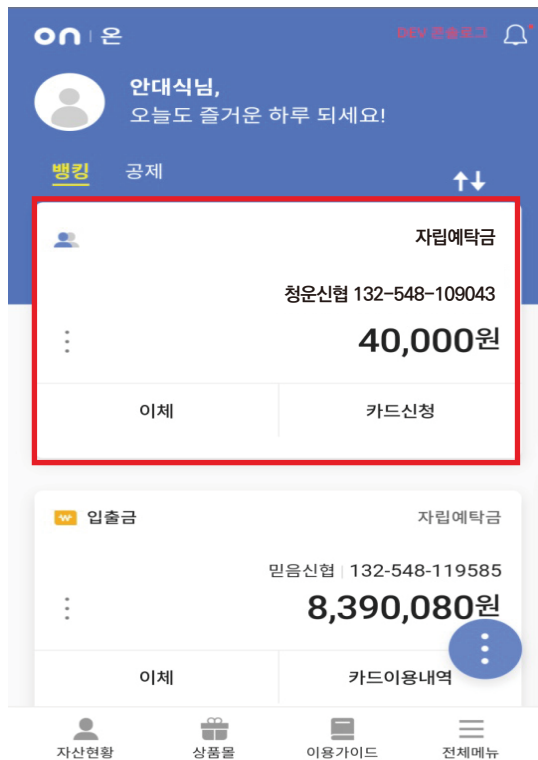 on | 온
DEV 콘솔로그
안대식님,
오늘도 즐거운 하루 되세요!
뱅킹 공제
자립예탁금
청운신협 132-548-109043
40,000원
이체 카드신청
입출금 자립예탁금
믿음신협 | 132-548-119585
8,390,080원
이체 카드이용내역
자산현황 상품몰 이용가이드 전체메뉴